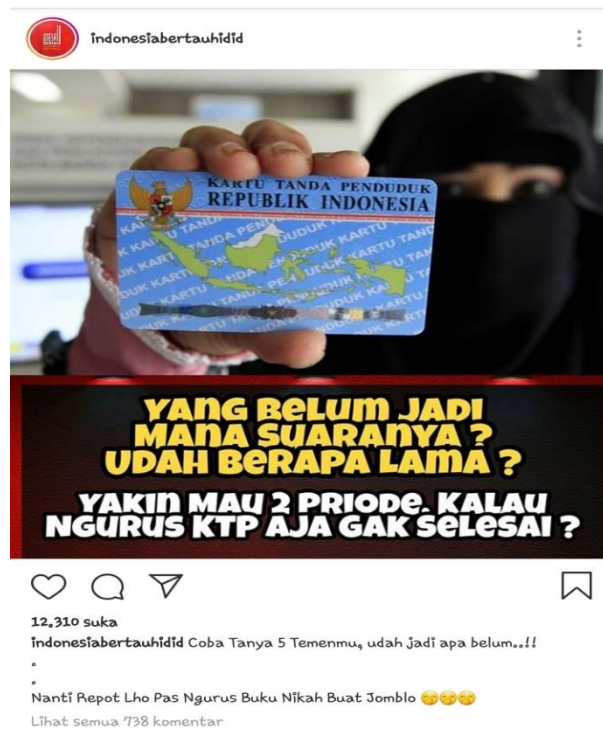 indonesiabertauhidid
KARTU TANDA PENDUDUK
REPUBLIK INDONESIA
YANG BELUM JADI
MANA SUARANYA ?
UDAH BERAPA LAMA ?
YAKIN MAU 2 PRIODE. KALAU
NGURUS KTP AJA GAK SELESAI ?
12.310 suka
indonesiabertauhidid Coba Tanya 5 Temenmu, udah jadi apa belum..!!
.
.
Nanti Repot Lho Pas Ngurus Buku Nikah Buat Jomblo 😁😁😁
Lihat semua 738 komentar